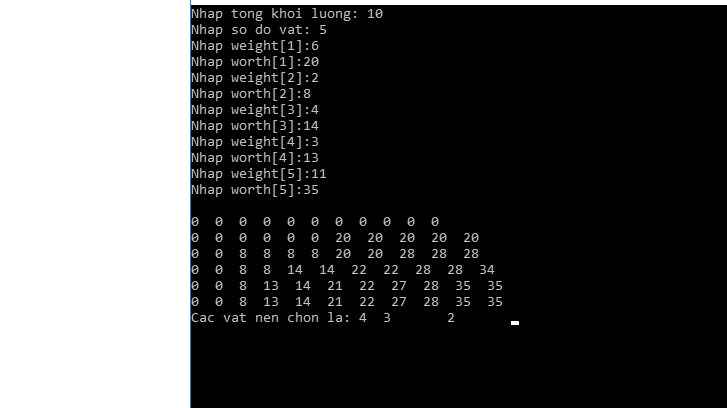 Nhap tong khoi luong: 10
Nhap so do vat: 5
Nhap weight[1]:6
Nhap worth[1]:20
Nhap weight[2]:2
Nhap worth[2]:8
Nhap weight[3]:4
Nhap worth[3]:14
Nhap weight[4]:3
Nhap worth[4]:13
Nhap weight[5]:11
Nhap worth[5]:35
0  0  0  0  0  0  0  0  0  0  0
0  0  0  0  0  0  20  20  20  20  20
0  0  8  8  8  8  20  20  28  28  28
0  0  8  8  14  14  22  22  28  28  34
0  0  8  13  14  21  22  27  28  35  35
0  0  8  13  14  21  22  27  28  35  35
Cac vat nen chon la: 4  3       2